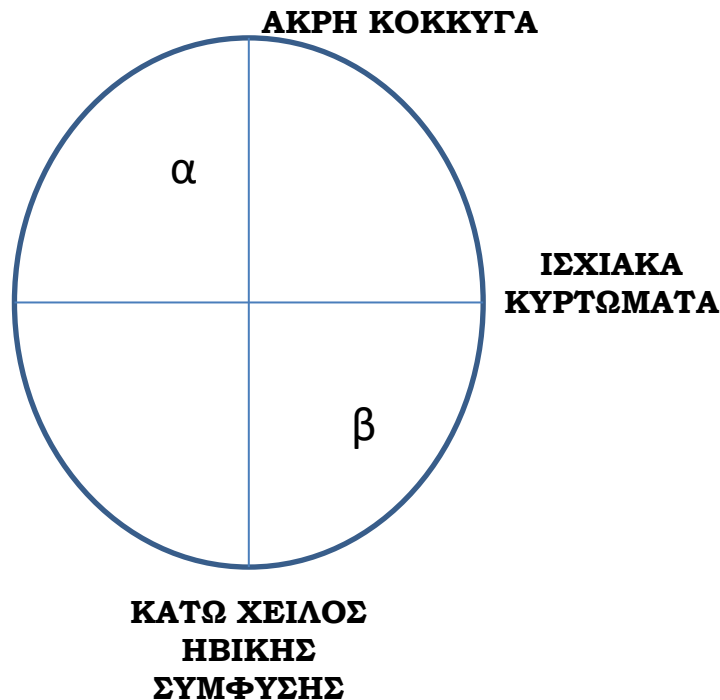 ΑΚΡΗ ΚΟΚΚΥΓΑ
α
ΙΣΧΙΑΚΑ
ΚΥΡΤΩΜΑΤΑ
β
ΚΑΤΩ ΧΕΙΛΟΣ
ΗΒΙΚΗΣ
ΣΥΜΦΥΣΗΣ